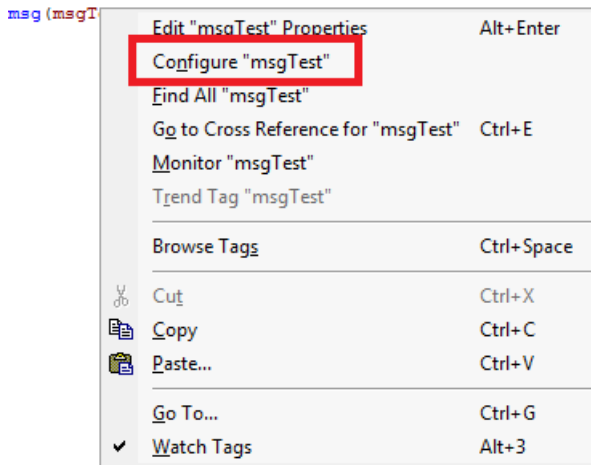 msg(msgT
Edit "msgTest" Properties Alt+Enter
Configure "msgTest"
Find All "msgTest"
Go to Cross Reference for "msgTest" Ctrl+E
Monitor "msgTest"
Trend Tag "msgTest"
Browse Tags Ctrl+Space
Cut Ctrl+X
Copy Ctrl+C
Paste... Ctrl+V
Go To... Ctrl+G
Watch Tags Alt+3